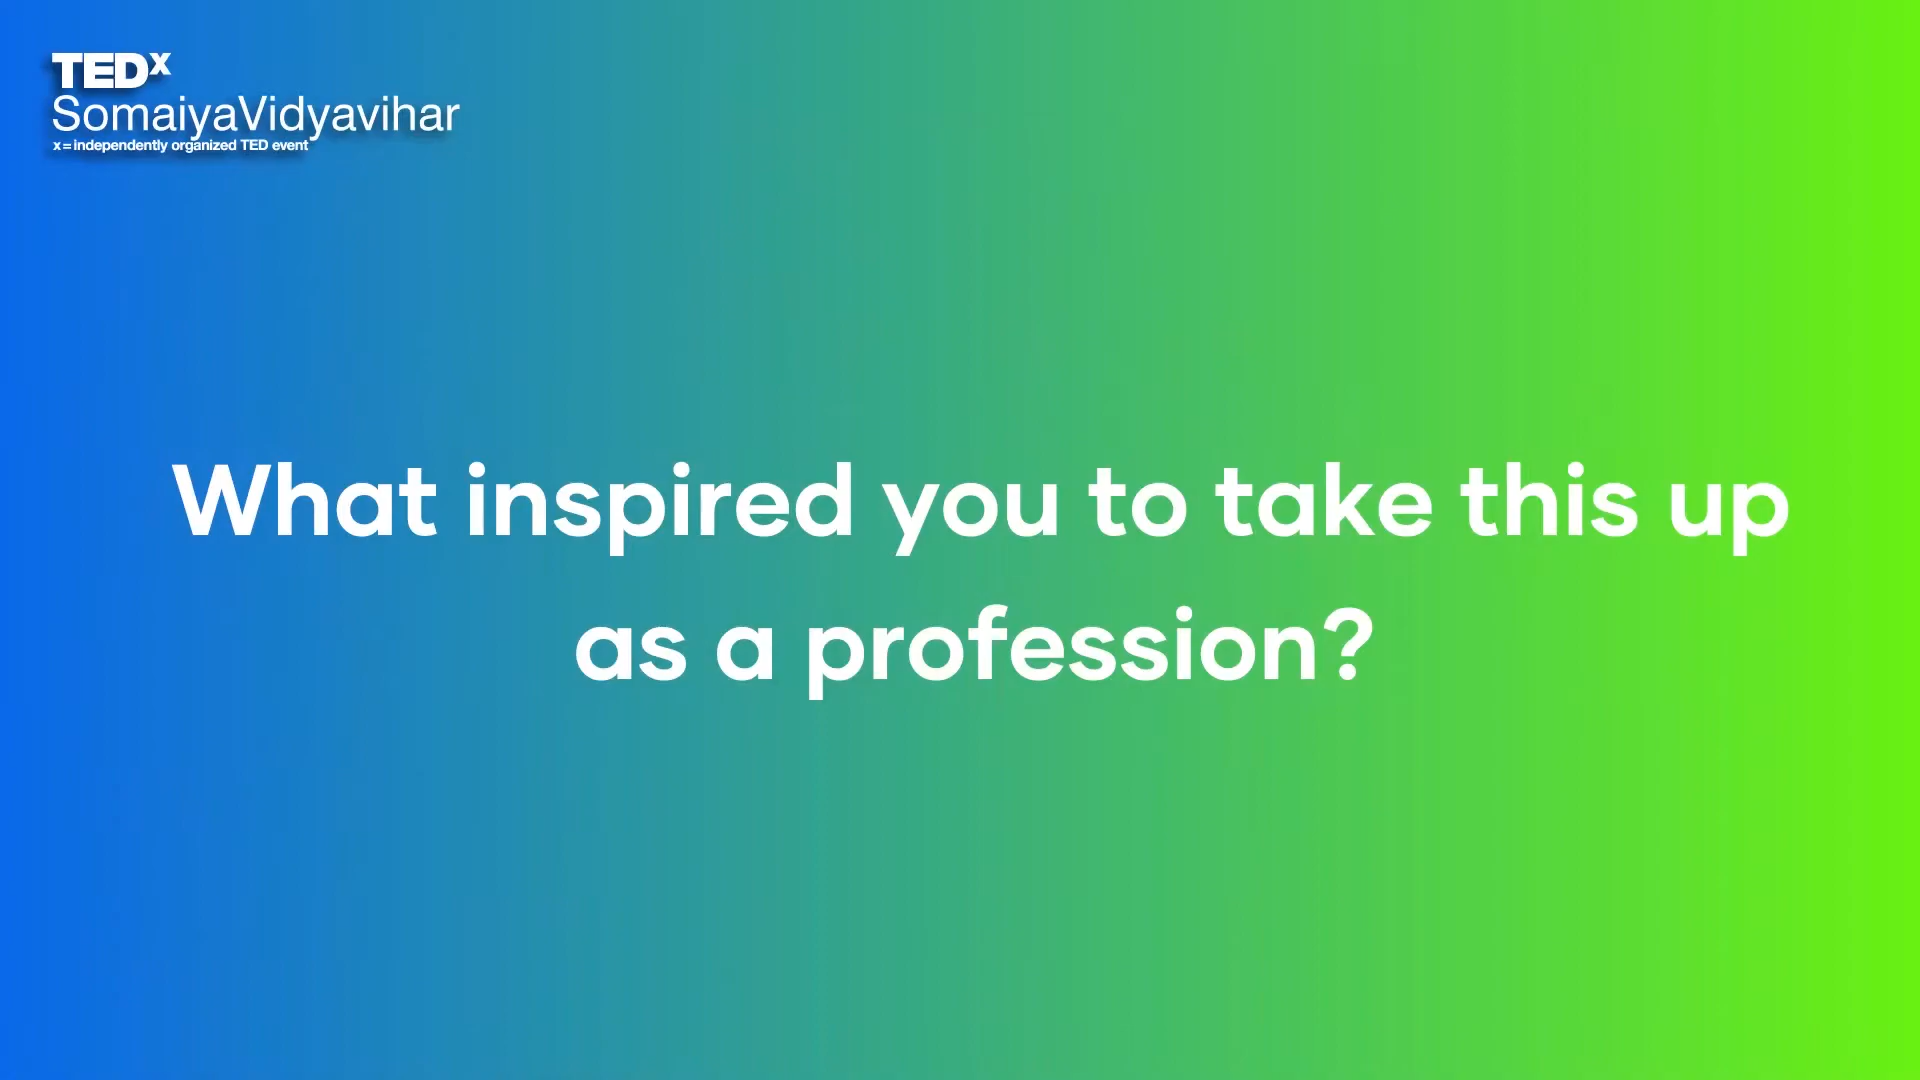 TEDx
SomaiyaVidyavihar
x = independently organized TED event
What inspired you to take this up
as a profession?